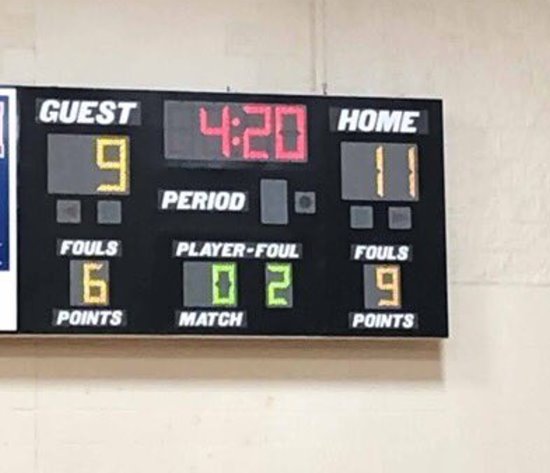 GUEST 4:20 HOME
9 11
PERIOD
FOULS PLAYER-FOUL FOULS
6 0 2 9
POINTS MATCH POINTS